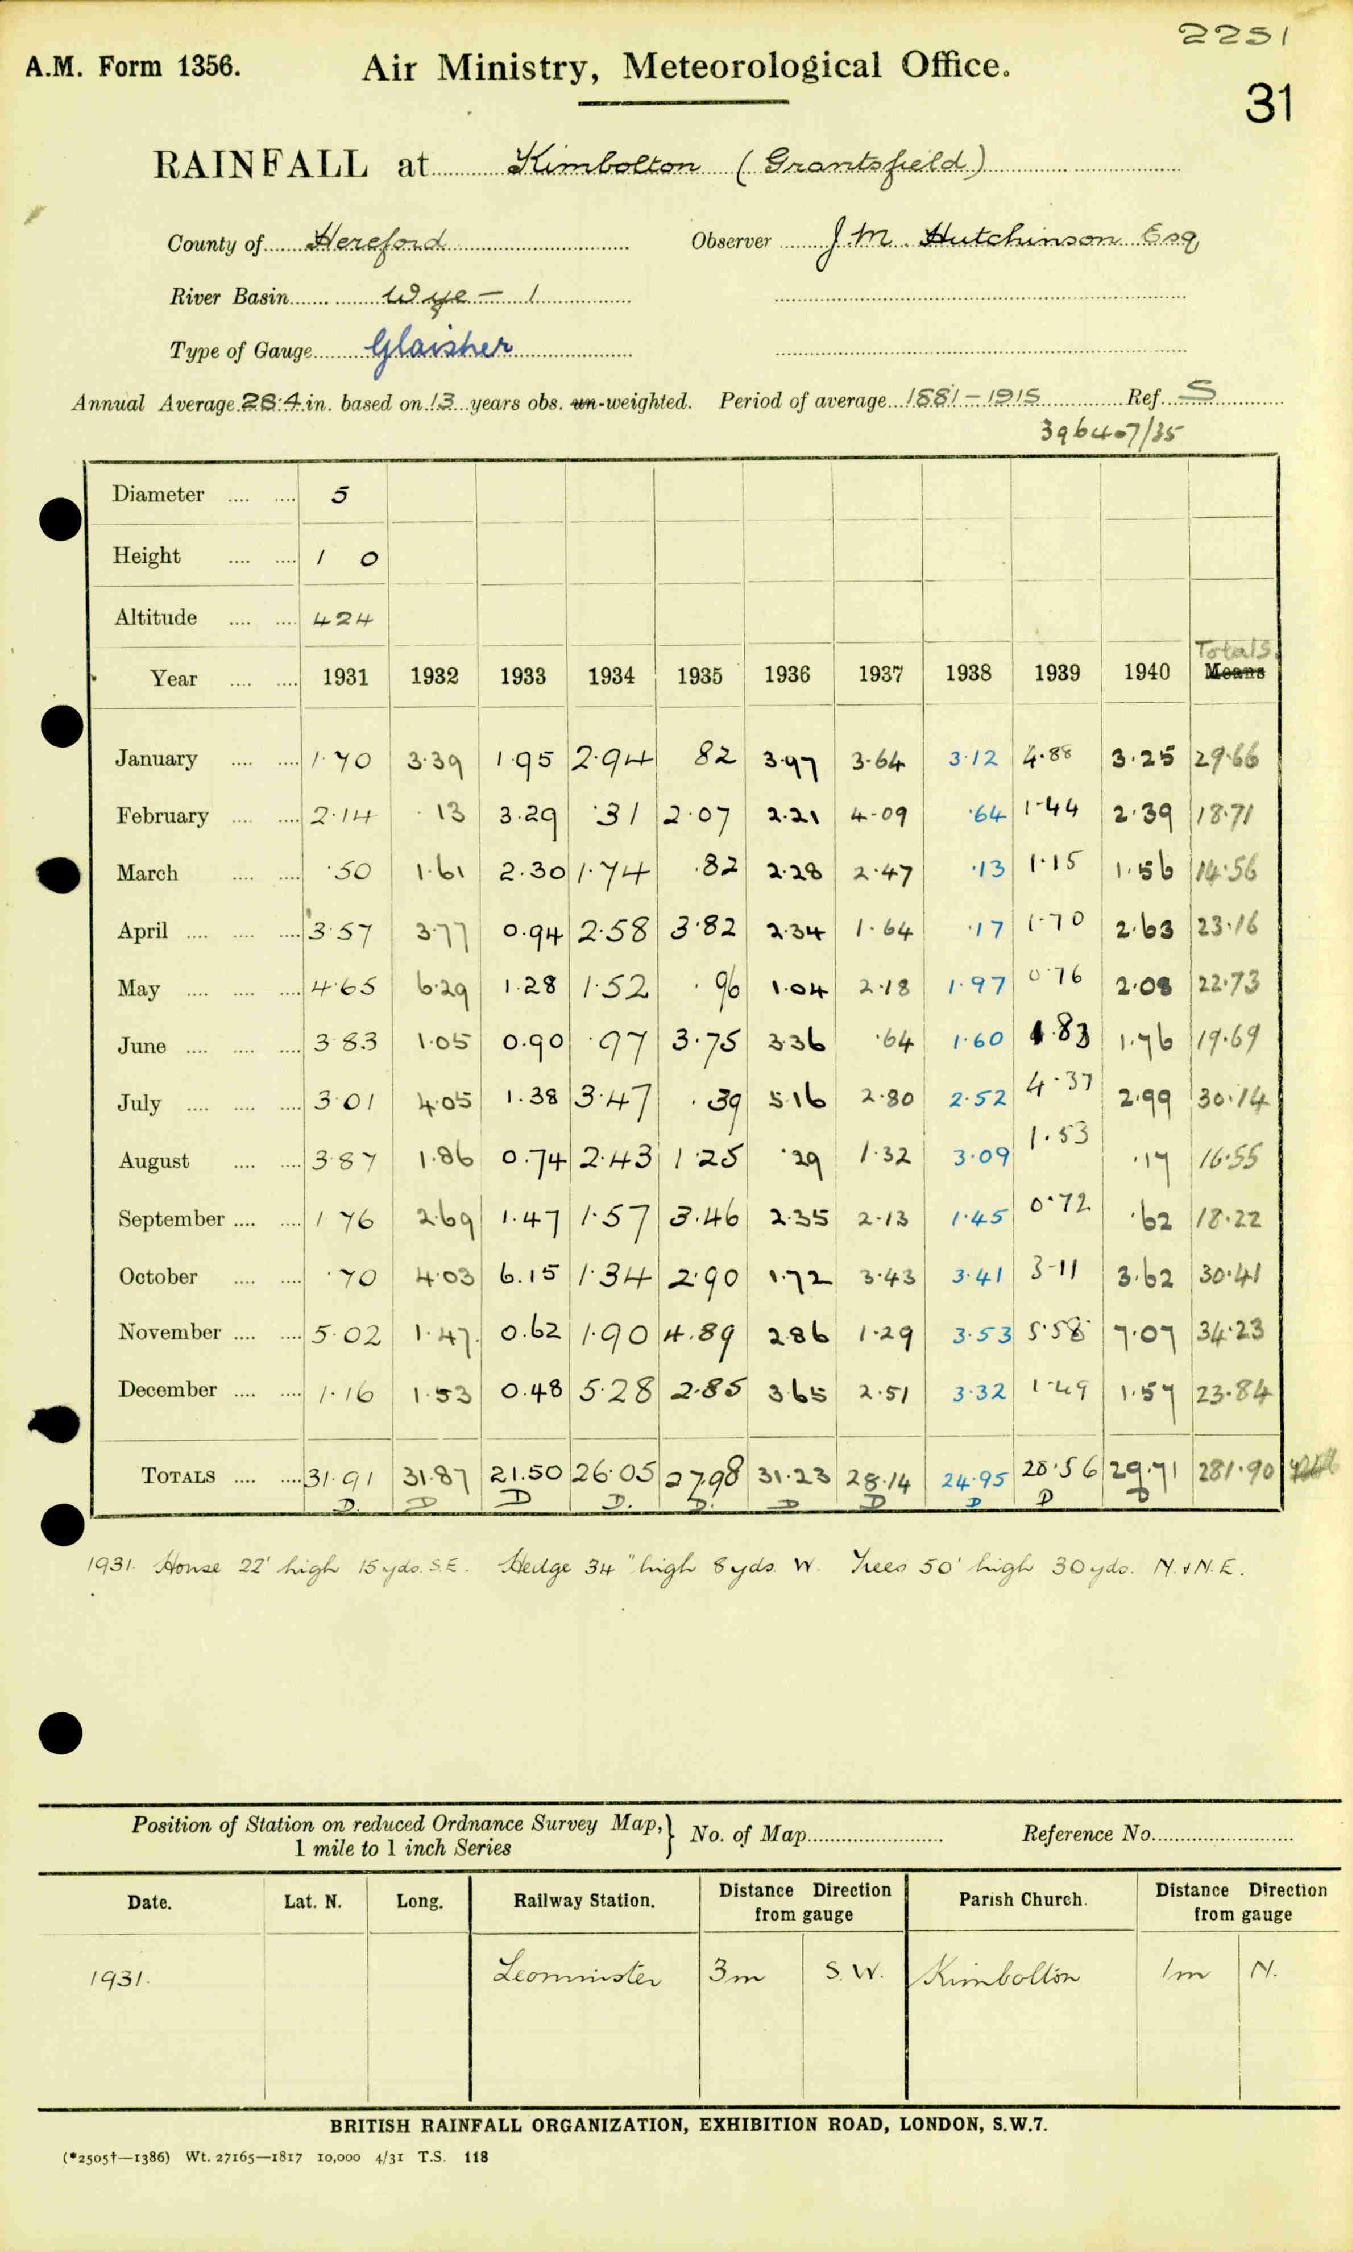 2251
A.M. Form 1356. Air Ministry, Meteorological Office.
31
RAINFALL at Kimbolton (Grantsfield)
County of Hereford Observer J.M. Hutchinson Esq
River Basin Wye - 1
Type of Gauge Glaisher
Annual Average 28.4 in. based on 13 years obs. un-weighted. Period of average 1881-1915 Ref. S
396407/35
Diameter .... .... 5
Height .... .... 1 0
Altitude .... .... 424
Totals.
Year .... .... 1931 1932 1933 1934 1935 1936 1937 1938 1939 1940 Means
January .... .... 1.70 3.39 1.95 2.94 82 3.97 3.64 3.12 4.88 3.25 29.66
February .... .... 2.14 .13 3.29 .31 2.07 2.21 4.09 .64 1.44 2.39 18.71
March .... .... .50 1.61 2.30 1.74 .82 2.28 2.47 .13 1.15 1.56 14.56
April .... .... .... 3.57 3.77 0.94 2.58 3.82 2.34 1.64 .17 1.70 2.63 23.16
May .... .... .... 4.65 6.29 1.28 1.52 .96 1.04 2.18 1.97 0.76 2.08 22.73
June .... .... .... 3.83 1.05 0.90 .97 3.75 3.36 .64 1.60 1.83 1.76 19.69
July .... .... .... 3.01 4.05 1.38 3.47 .39 5.16 2.80 2.52 4.37 2.99 30.14
August .... .... 3.87 1.86 0.74 2.43 1.25 .29 1.32 3.09 1.53 .17 16.55
September .... .... 1.76 2.69 1.47 1.57 3.46 2.35 2.13 1.45 0.72 .62 18.22
October .... .... .70 4.03 6.15 1.34 2.90 1.72 3.43 3.41 3.11 3.62 30.41
November .... .... 5.02 1.47 0.62 1.90 4.89 2.86 1.29 3.53 5.58 7.07 34.23
December .... .... 1.16 1.53 0.48 5.28 2.85 3.65 2.51 3.32 1.49 1.57 23.84
TOTALS .... .... 31.91 31.87 21.50 26.05 27.98 31.23 28.14 24.95 28.56 29.71 281.90
D. D D D. D. D D D D D
1931. House 22' high 15 yds. S.E. Hedge 34" high 8 yds. W. Trees 50' high 30 yds. N. & N.E.
Position of Station on reduced Ordnance Survey Map,} No. of Map Reference No.
1 mile to 1 inch Series
Date. Lat. N. Long. Railway Station. Distance Direction from gauge Parish Church. Distance Direction from gauge
1931. Leominster 3m S.W. Kimbolton 1m N.
BRITISH RAINFALL ORGANIZATION, EXHIBITION ROAD, LONDON, S.W.7.
(*2505†—1386) Wt. 27165—1817 10,000 4/31 T.S. 118